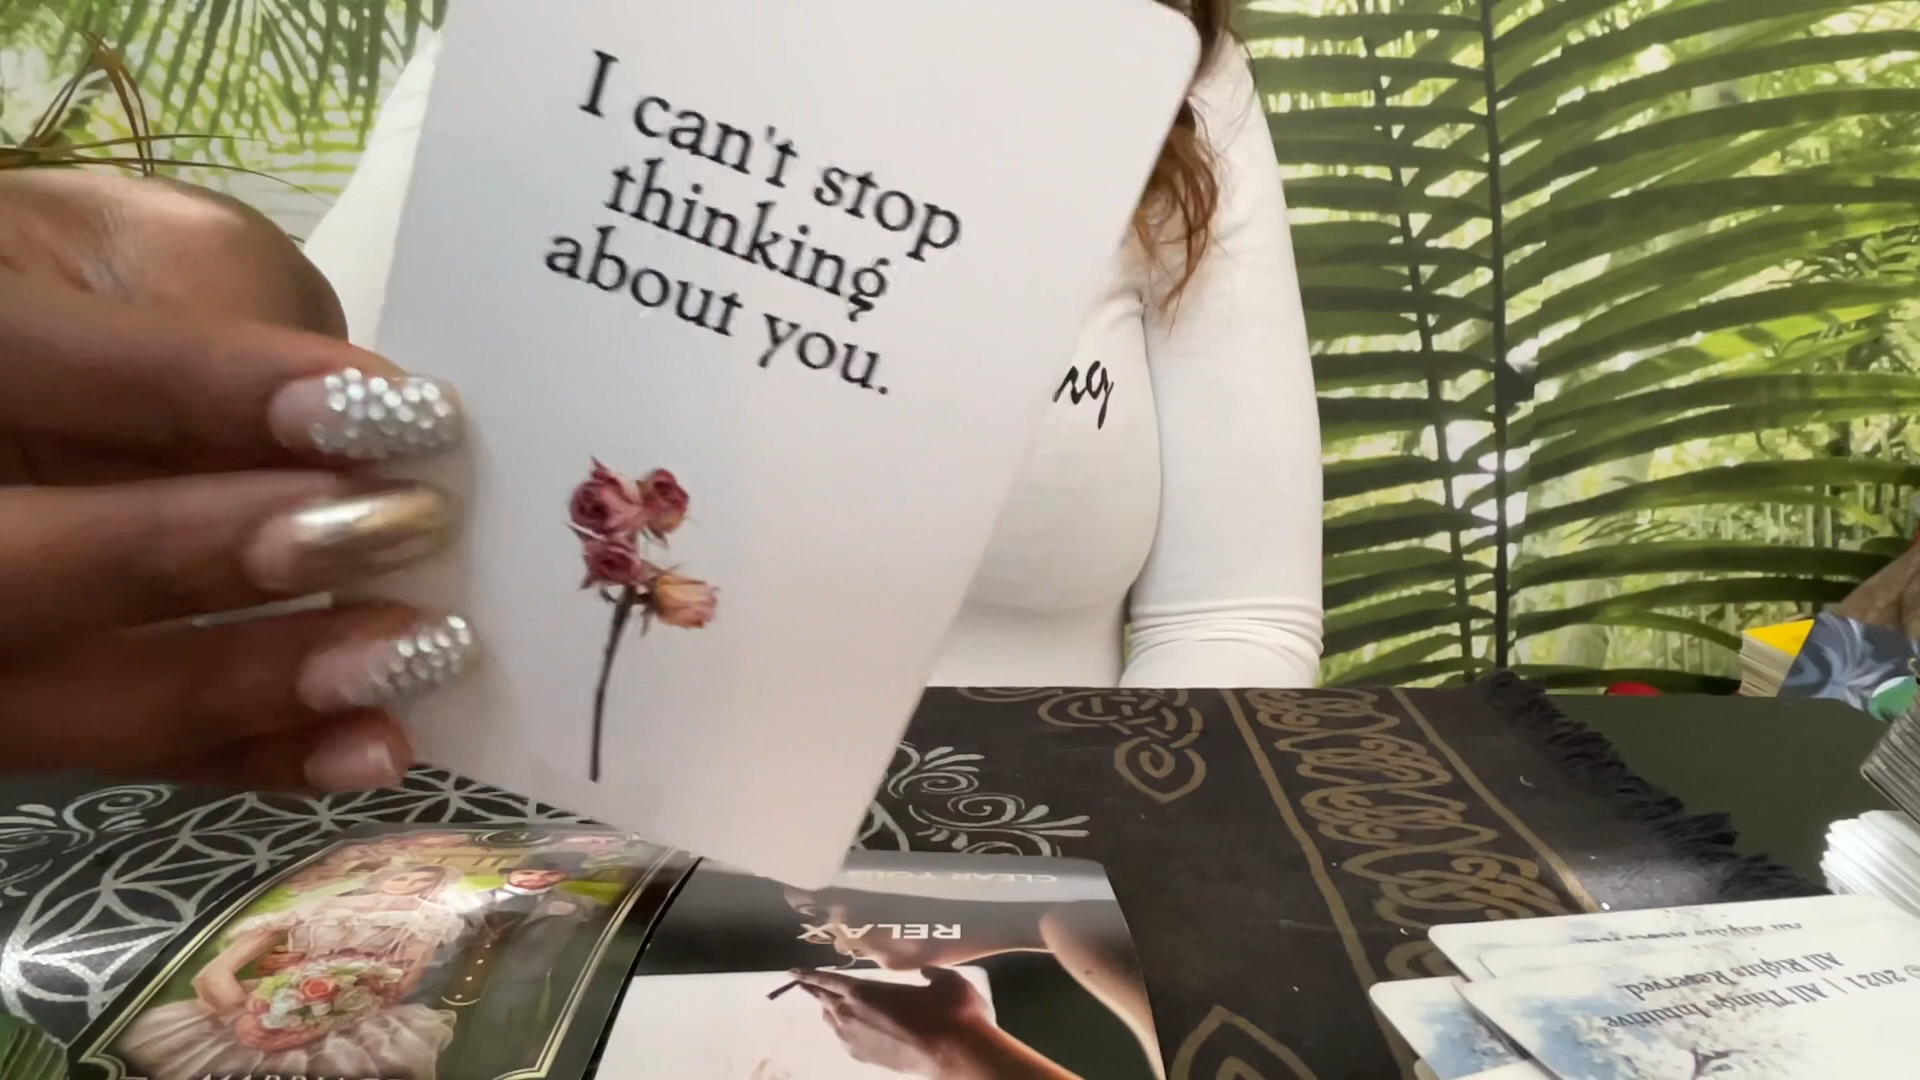 I can't stop
thinking
about you.
RELAX
© 2021 | All Things Intuitive
All Rights Reserved.